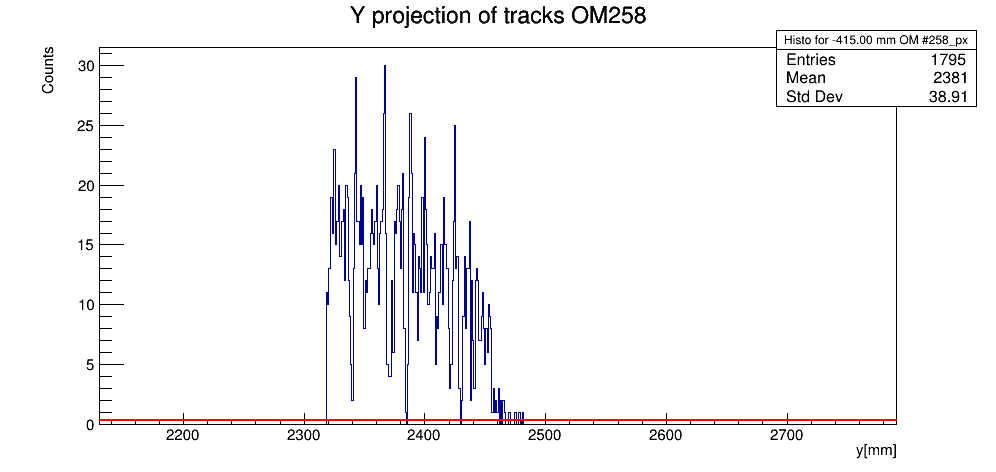 Y projection of tracks OM258
Histo for -415.00 mm OM #258_px
Entries 1795
Mean 2381
Std Dev 38.91
Counts
30
25
20
15
10
5
0
2200 2300 2400 2500 2600 2700
y[mm]